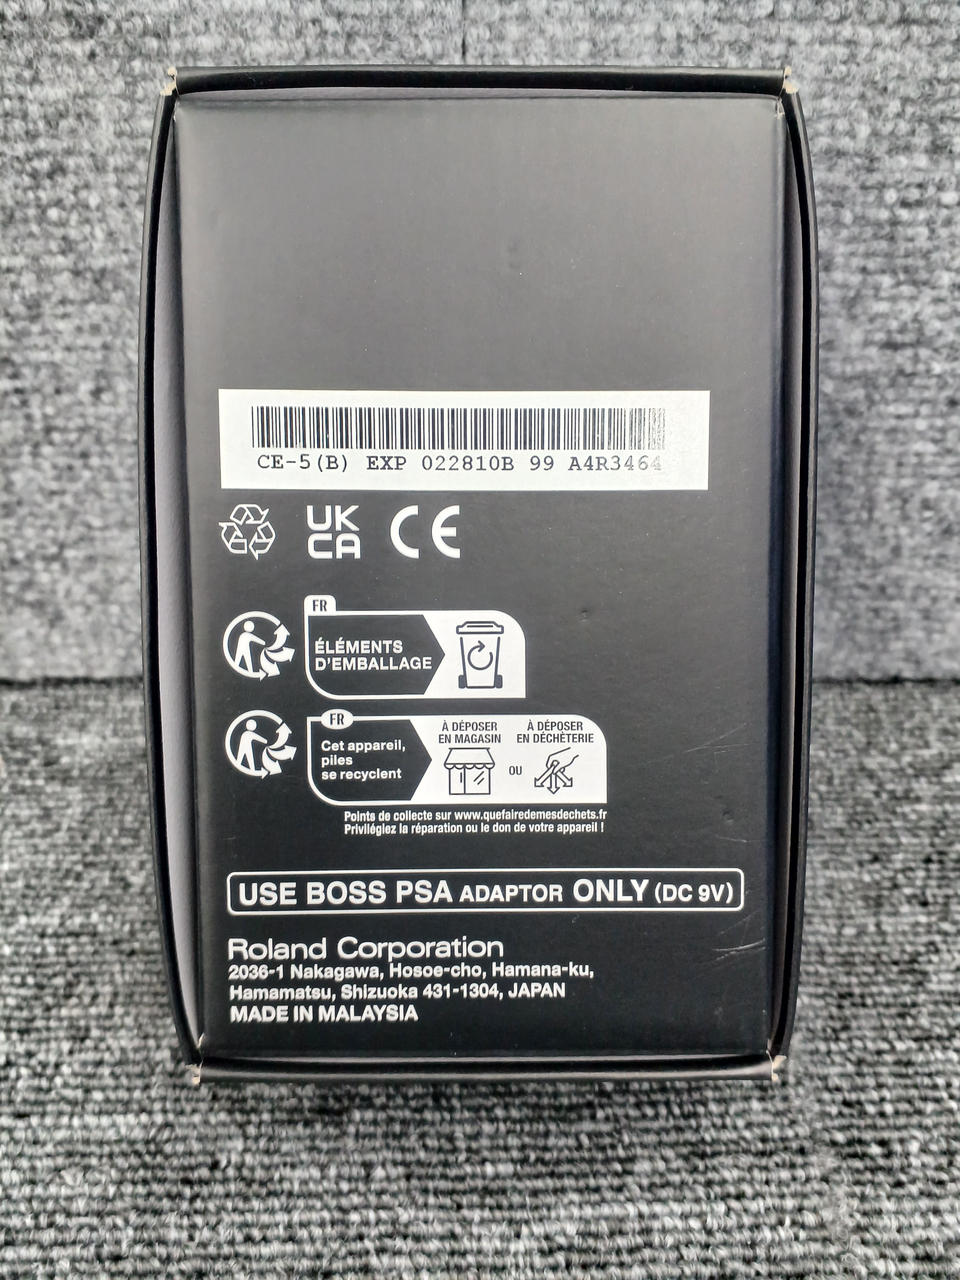 CE-5(B) EXP 022810B 99 A4R3464
UK
CA CE
FR
ÉLÉMENTS
D'EMBALLAGE
FR
Cet appareil,
piles
se recyclent
À DÉPOSER
EN MAGASIN
OU
À DÉPOSER
EN DÉCHÈTERIE
Points de collecte sur www.quefairedemesdechets.fr
Privilégiez la réparation ou le don de votre appareil !
USE BOSS PSA ADAPTOR ONLY (DC 9V)
Roland Corporation
2036-1 Nakagawa, Hosoe-cho, Hamana-ku,
Hamamatsu, Shizuoka 431-1304, JAPAN
MADE IN MALAYSIA